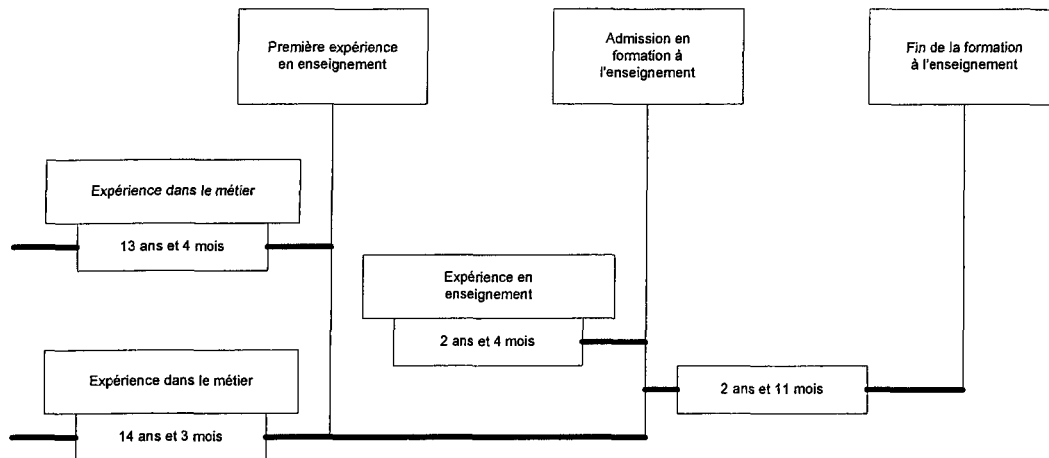 Première expérience
en enseignement
Admission en
formation à
l'enseignement
Fin de la formation
à l'enseignement
Expérience dans le métier
13 ans et 4 mois
Expérience en
enseignement
2 ans et 4 mois
Expérience dans le métier
2 ans et 11 mois
14 ans et 3 mois